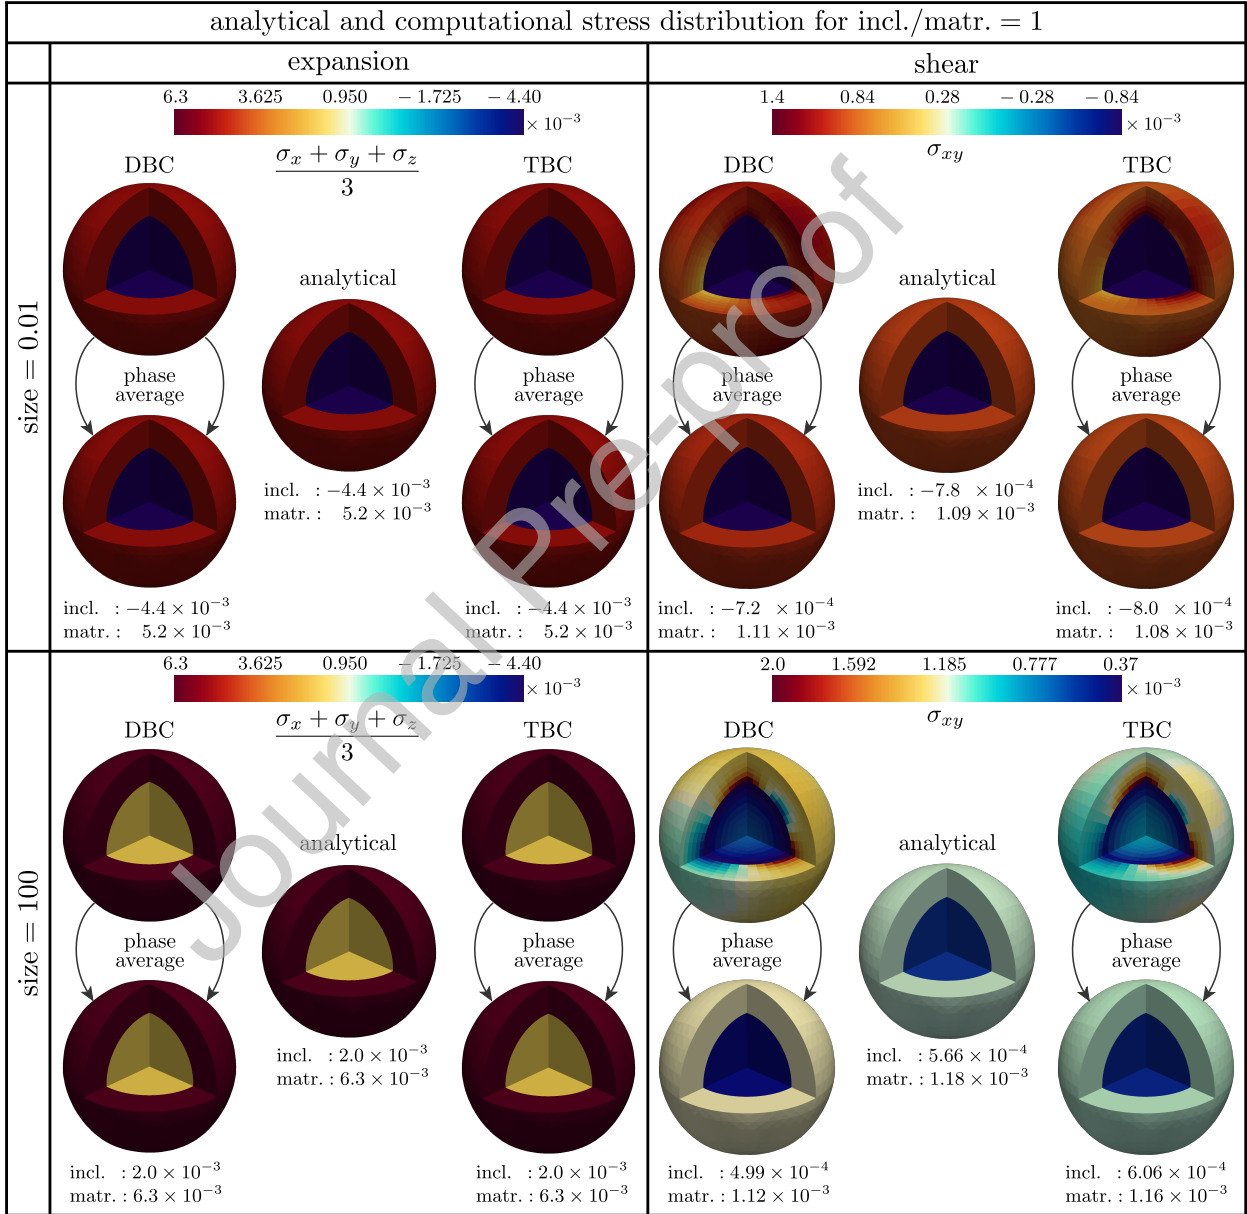 analytical and computational stress distribution for incl./matr. = 1
expansion
shear
size = 0.01
6.3 3.625 0.950 − 1.725 − 4.40
× 10⁻³
DBC
(σₓ + σᵧ + σ_z)/3
TBC
analytical
phase
average
phase
average
incl. : −4.4 × 10⁻³
matr. : 5.2 × 10⁻³
incl. : −4.4 × 10⁻³
matr. : 5.2 × 10⁻³
incl. : −4.4 × 10⁻³
matr. : 5.2 × 10⁻³
1.4 0.84 0.28 − 0.28 − 0.84
× 10⁻³
DBC
σ_xy
TBC
analytical
phase
average
phase
average
incl. : −7.8 × 10⁻⁴
matr. : 1.09 × 10⁻³
incl. : −7.2 × 10⁻⁴
matr. : 1.11 × 10⁻³
incl. : −8.0 × 10⁻⁴
matr. : 1.08 × 10⁻³
size = 100
6.3 3.625 0.950 − 1.725 − 4.40
× 10⁻³
DBC
(σₓ + σᵧ + σ_z)/3
TBC
analytical
phase
average
phase
average
incl. : 2.0 × 10⁻³
matr. : 6.3 × 10⁻³
incl. : 2.0 × 10⁻³
matr. : 6.3 × 10⁻³
incl. : 2.0 × 10⁻³
matr. : 6.3 × 10⁻³
2.0 1.592 1.185 0.777 0.37
× 10⁻³
DBC
σ_xy
TBC
analytical
phase
average
phase
average
incl. : 5.66 × 10⁻⁴
matr. : 1.18 × 10⁻³
incl. : 4.99 × 10⁻⁴
matr. : 1.12 × 10⁻³
incl. : 6.06 × 10⁻⁴
matr. : 1.16 × 10⁻³
Journal Pre-proof